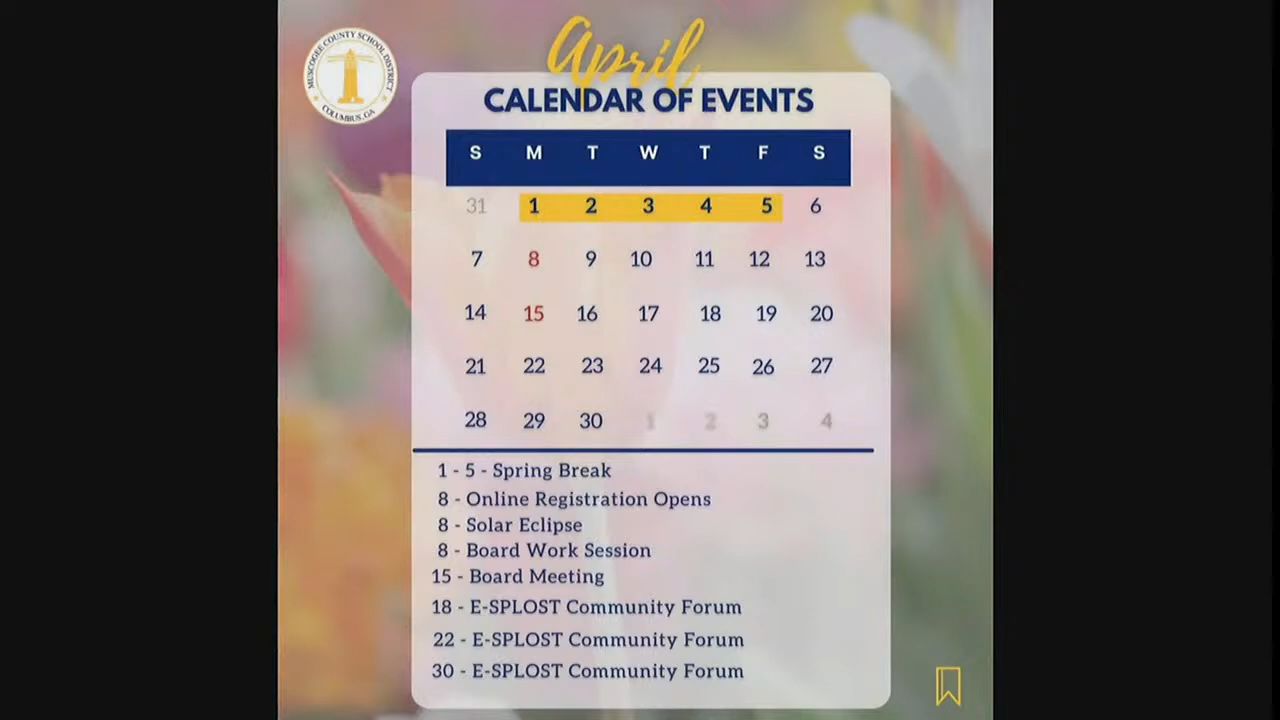 MUSCOGEE COUNTY SCHOOL DISTRICT
COLUMBUS, GA
April
CALENDAR OF EVENTS
S M T W T F S
31 1 2 3 4 5 6
7 8 9 10 11 12 13
14 15 16 17 18 19 20
21 22 23 24 25 26 27
28 29 30 1 2 3 4
1 - 5 - Spring Break
8 - Online Registration Opens
8 - Solar Eclipse
8 - Board Work Session
15 - Board Meeting
18 - E-SPLOST Community Forum
22 - E-SPLOST Community Forum
30 - E-SPLOST Community Forum